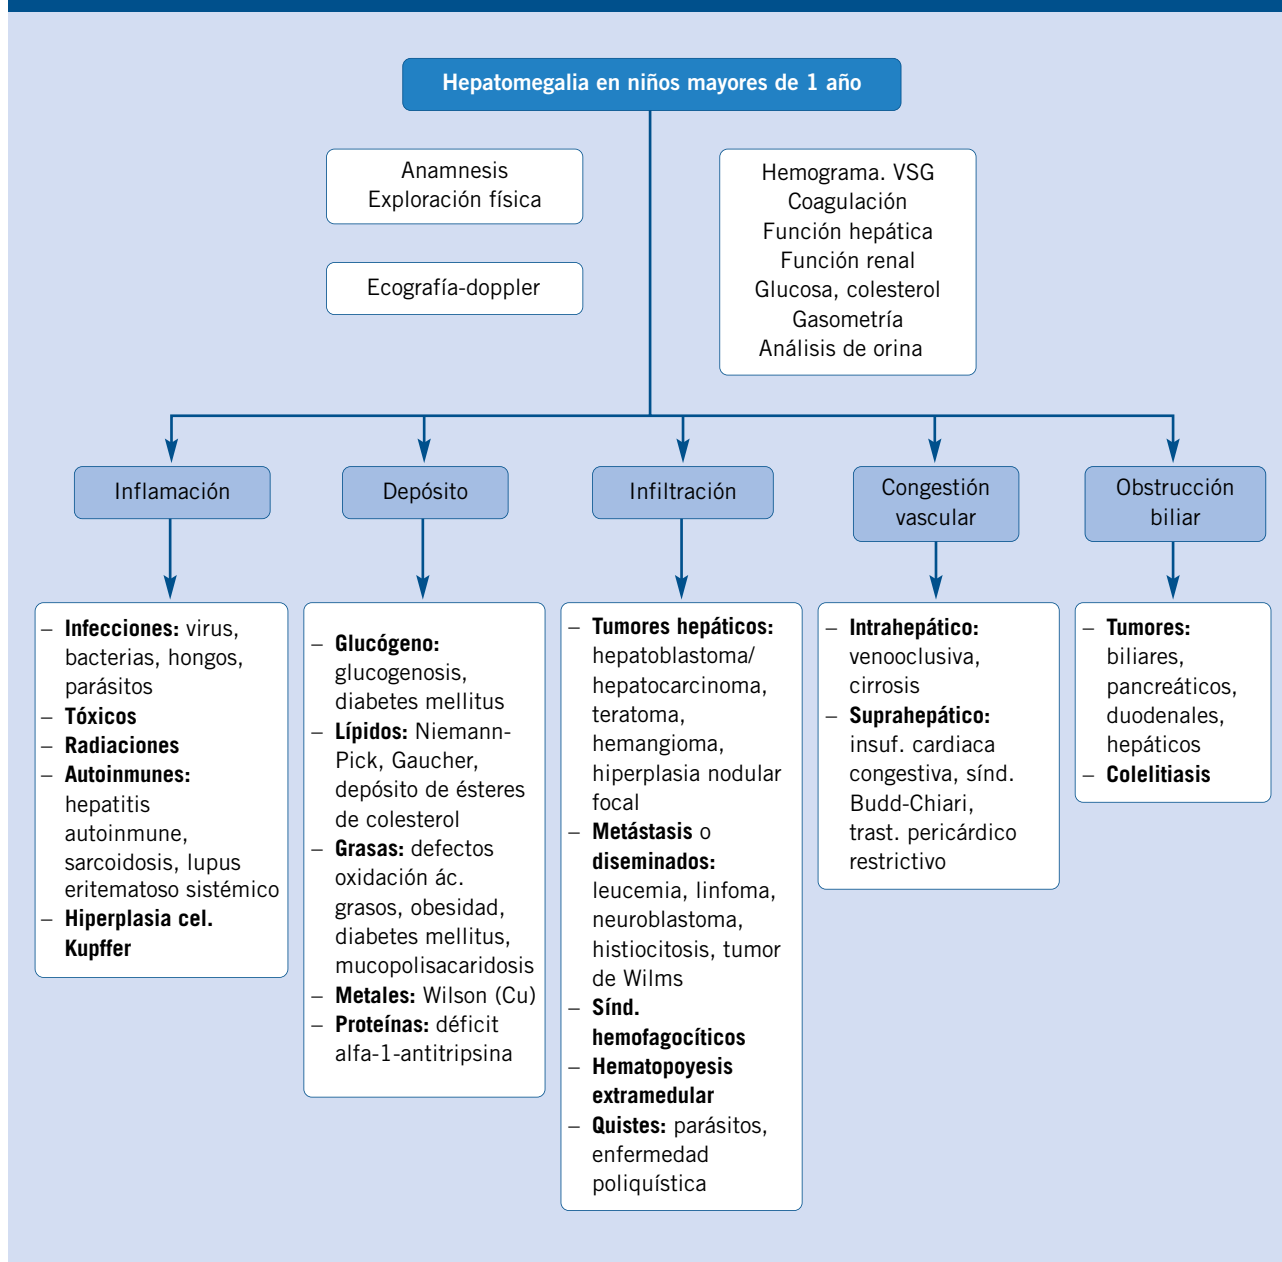 Hepatomegalia en niños mayores de 1 año
Anamnesis
Exploración física
Ecografía-doppler
Hemograma. VSG
Coagulación
Función hepática
Función renal
Glucosa, colesterol
Gasometría
Análisis de orina
Inflamación
– Infecciones: virus,
bacterias, hongos,
parásitos
– Tóxicos
– Radiaciones
– Autoinmunes:
hepatitis
autoinmune,
sarcoidosis, lupus
eritematoso sistémico
– Hiperplasia cel.
Kupffer
Depósito
– Glucógeno:
glucogenosis,
diabetes mellitus
– Lípidos: Niemann-
Pick, Gaucher,
depósito de ésteres
de colesterol
– Grasas: defectos
oxidación ác.
grasos, obesidad,
diabetes mellitus,
mucopolisacaridosis
– Metales: Wilson (Cu)
– Proteínas: déficit
alfa-1-antitripsina
Infiltración
– Tumores hepáticos:
hepatoblastoma/
hepatocarcinoma,
teratoma,
hemangioma,
hiperplasia nodular
focal
– Metástasis o
diseminados:
leucemia, linfoma,
neuroblastoma,
histiocitosis, tumor
de Wilms
– Sínd.
hemofagocíticos
– Hematopoyesis
extramedular
– Quistes: parásitos,
enfermedad
poliquística
Congestión
vascular
– Intrahepático:
venooclusiva,
cirrosis
– Suprahepático:
insuf. cardiaca
congestiva, sínd.
Budd-Chiari,
trast. pericárdico
restrictivo
Obstrucción
biliar
– Tumores:
biliares,
pancreáticos,
duodenales,
hepáticos
– Colelitiasis